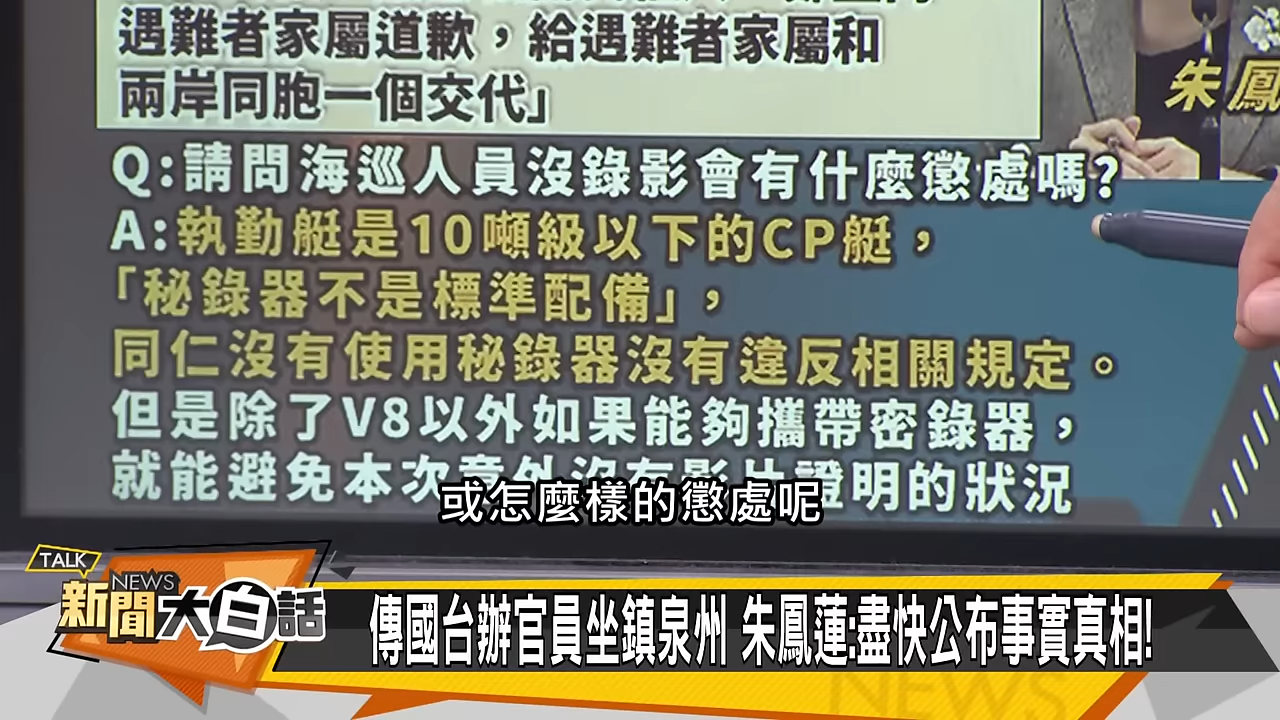 遇難者家屬道歉，給遇難者家屬和
兩岸同胞一個交代」
朱鳳
Q:請問海巡人員沒錄影會有什麼懲處嗎?
A:執勤艇是10噸級以下的CP艇，
「秘錄器不是標準配備」，
同仁沒有使用秘錄器沒有違反相關規定。
但是除了V8以外如果能夠攜帶密錄器，
就能避免本次意外沒有影片證明的狀況
或怎麼樣的懲處呢
TALK
NEWS
新聞大白話
傳國台辦官員坐鎮泉州 朱鳳蓮:盡快公布事實真相!
NEWS